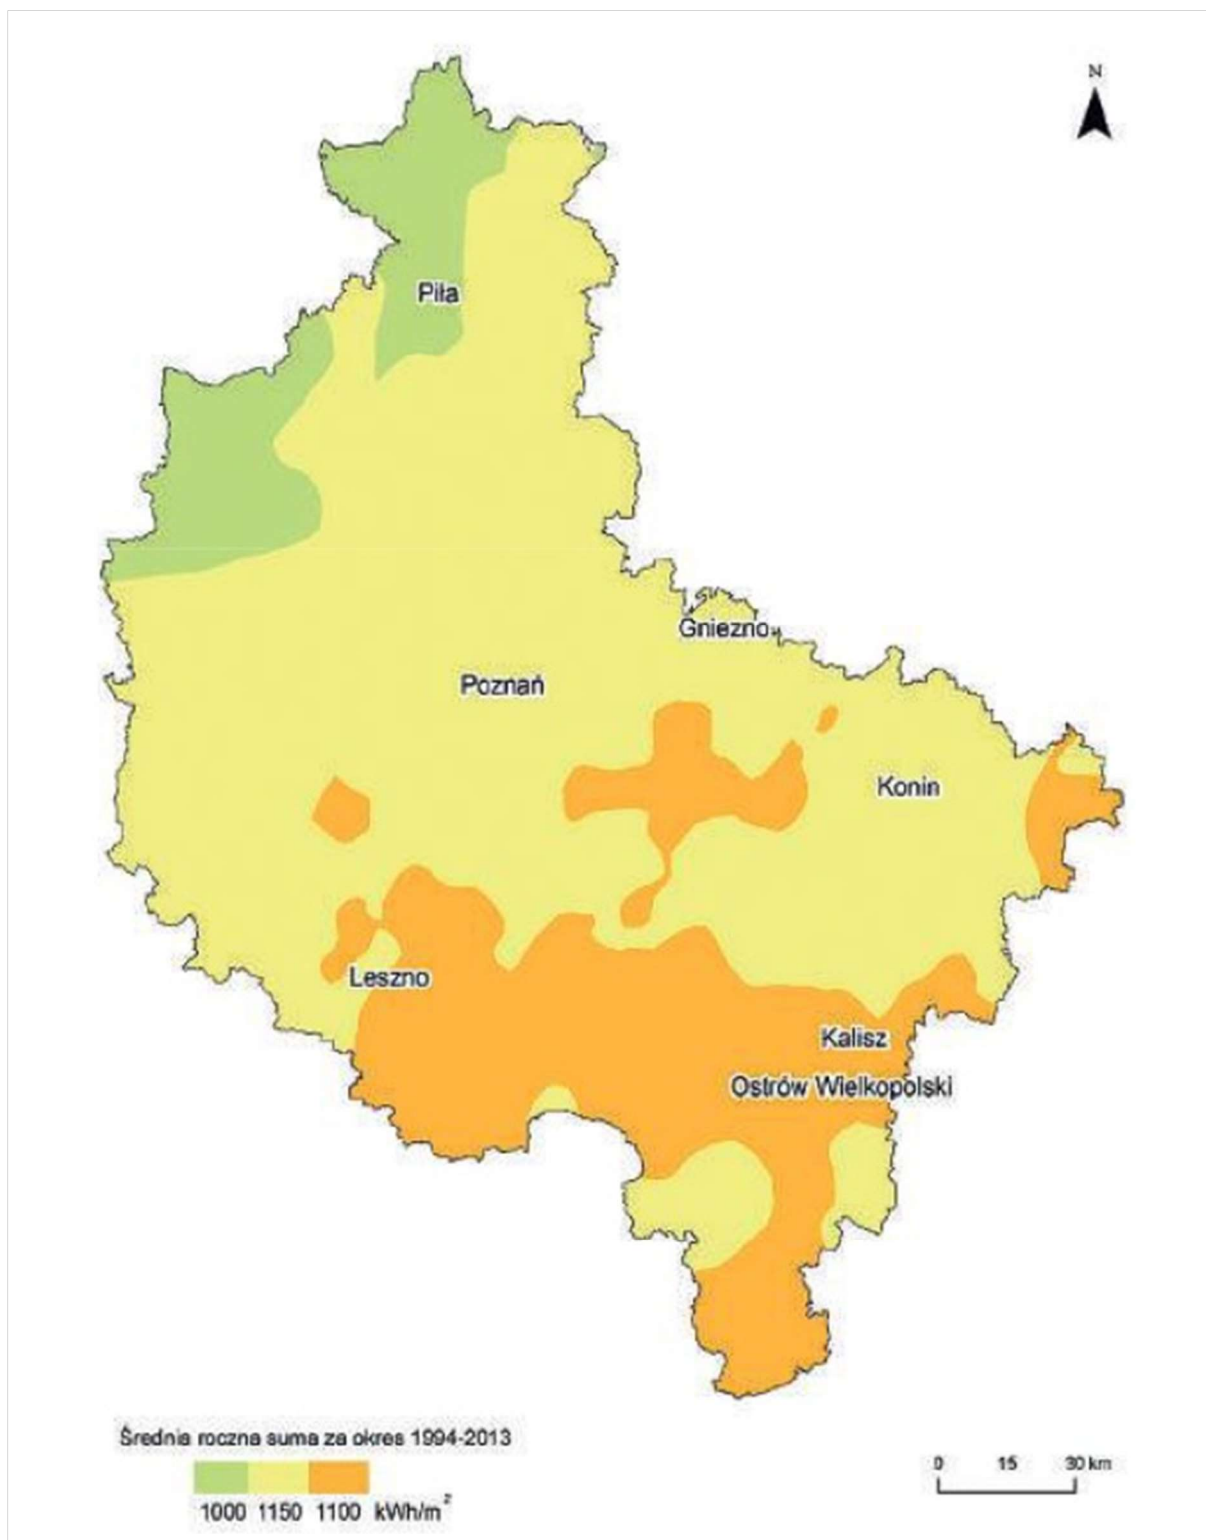 N
Piła
Gniezno
Poznań
Konin
Leszno
Kalisz
Ostrów Wielkopolski
Średnia roczna suma za okres 1994-2013
0 15 30 km
1000 1150 1100 kWh/m²